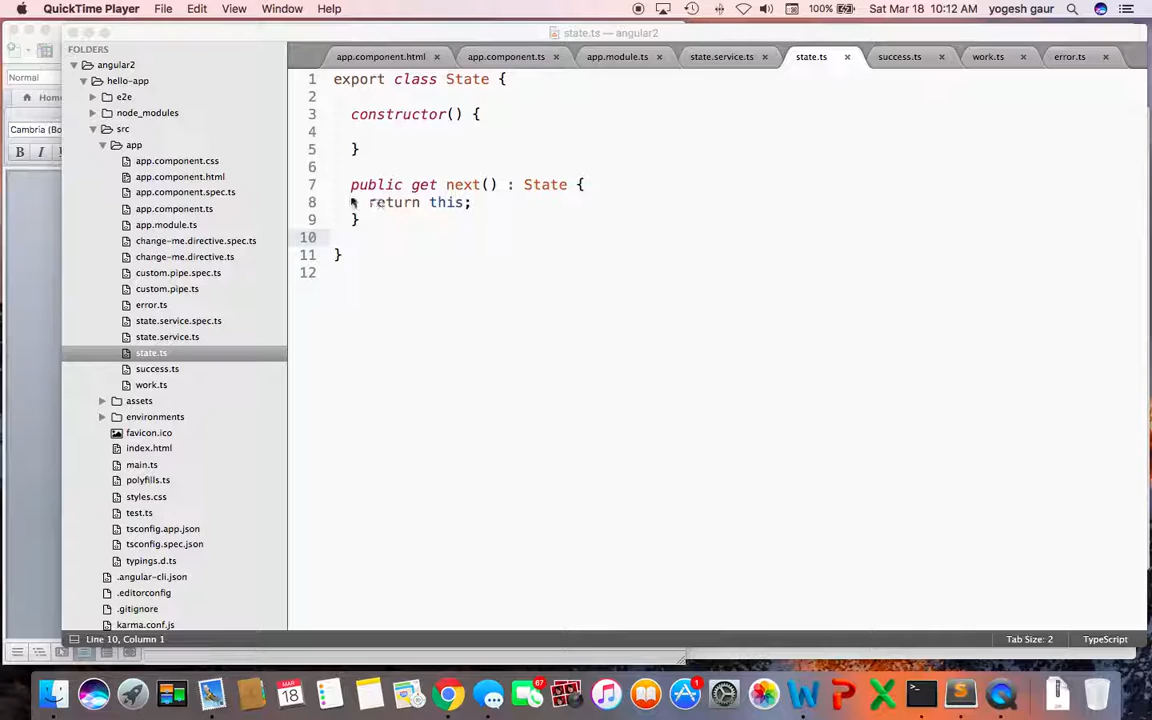 QuickTime Player File Edit View Window Help 100% Sat Mar 18 10:12 AM yogesh gaur
state.ts — angular2
Normal
Home
Cambria (Bo
B I
FOLDERS
angular2
hello-app
e2e
node_modules
src
app
app.component.css
app.component.html
app.component.spec.ts
app.component.ts
app.module.ts
change-me.directive.spec.ts
change-me.directive.ts
custom.pipe.spec.ts
custom.pipe.ts
error.ts
state.service.spec.ts
state.service.ts
state.ts
success.ts
work.ts
assets
environments
favicon.ico
index.html
main.ts
polyfills.ts
styles.css
test.ts
tsconfig.app.json
tsconfig.spec.json
typings.d.ts
.angular-cli.json
.editorconfig
.gitignore
karma.conf.js
app.component.html app.component.ts app.module.ts state.service.ts state.ts success.ts work.ts error.ts
1 export class State {
2
3 constructor() {
4
5 }
6
7 public get next() : State {
8 return this;
9 }
10
11 }
12
Line 10, Column 1 Tab Size: 2 TypeScript
MAR
18
67
1